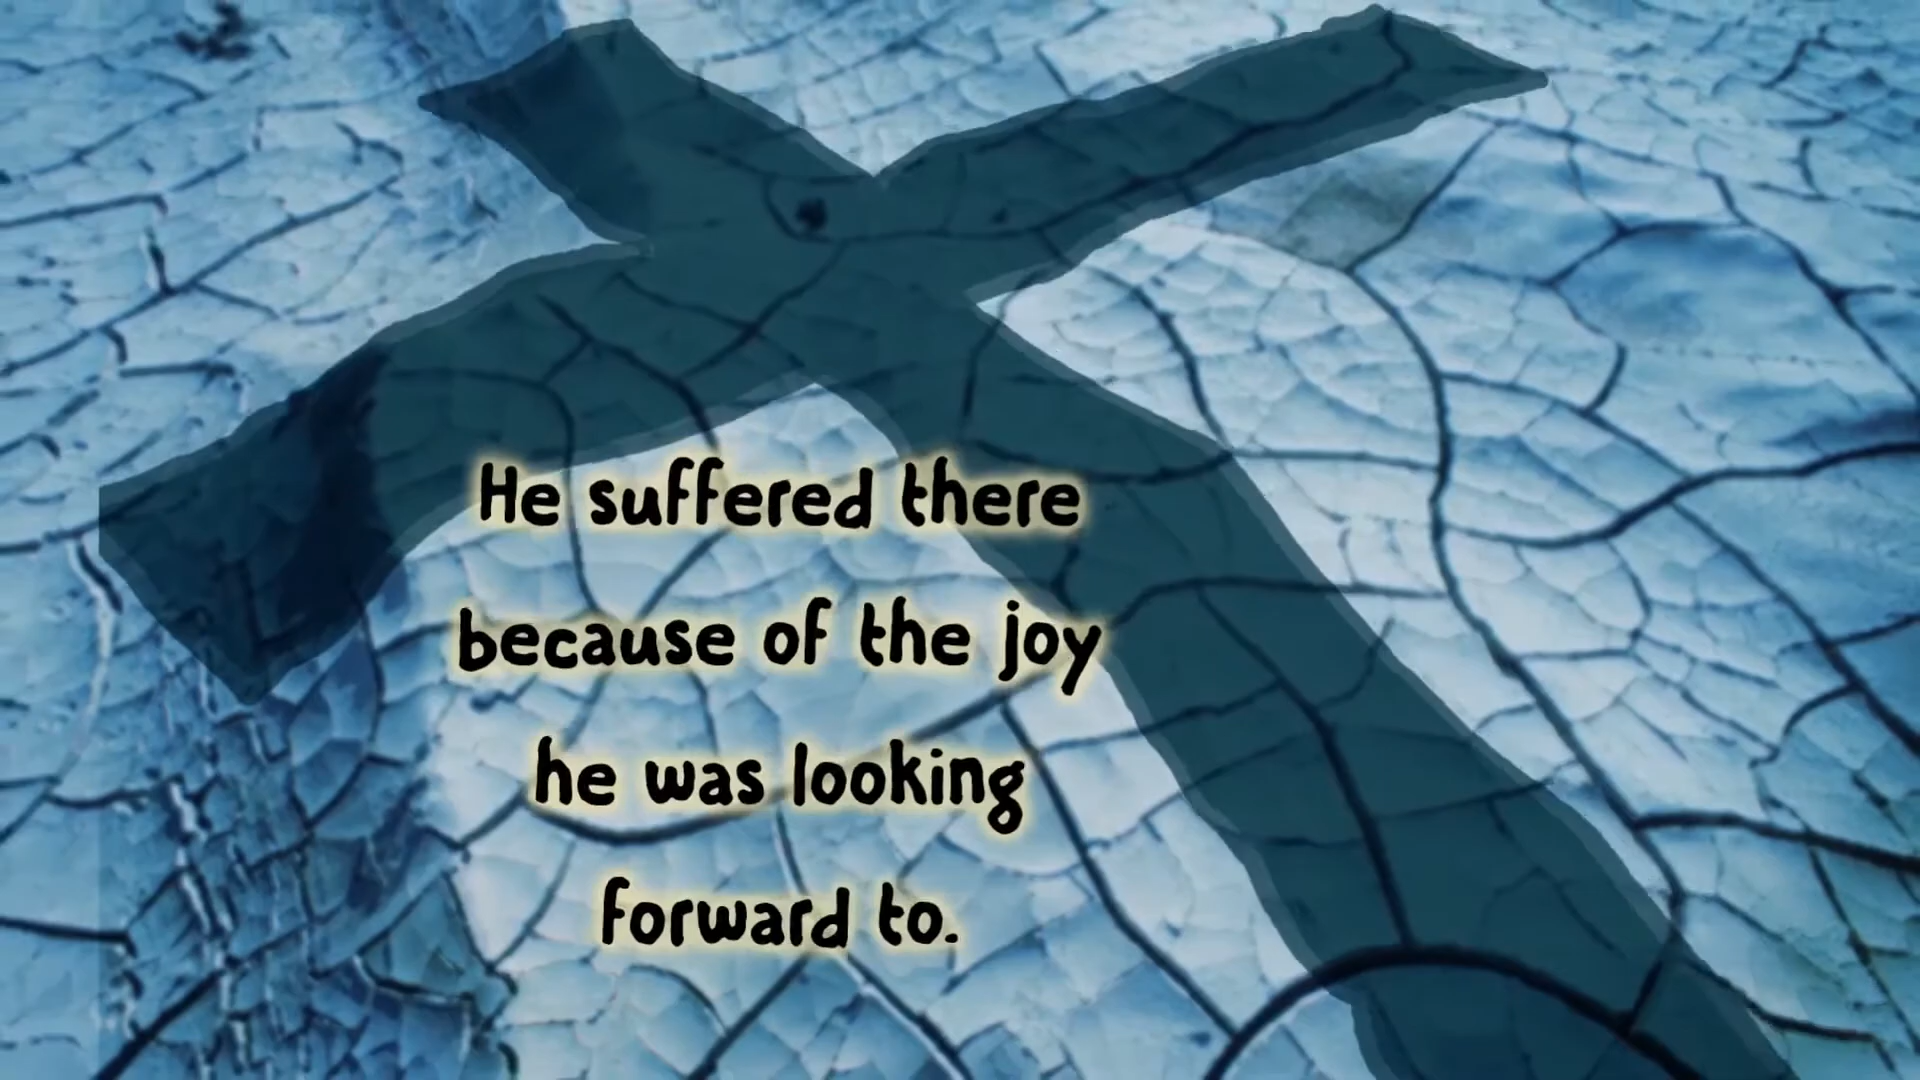 He suffered there
because of the joy
he was looking
forward to.